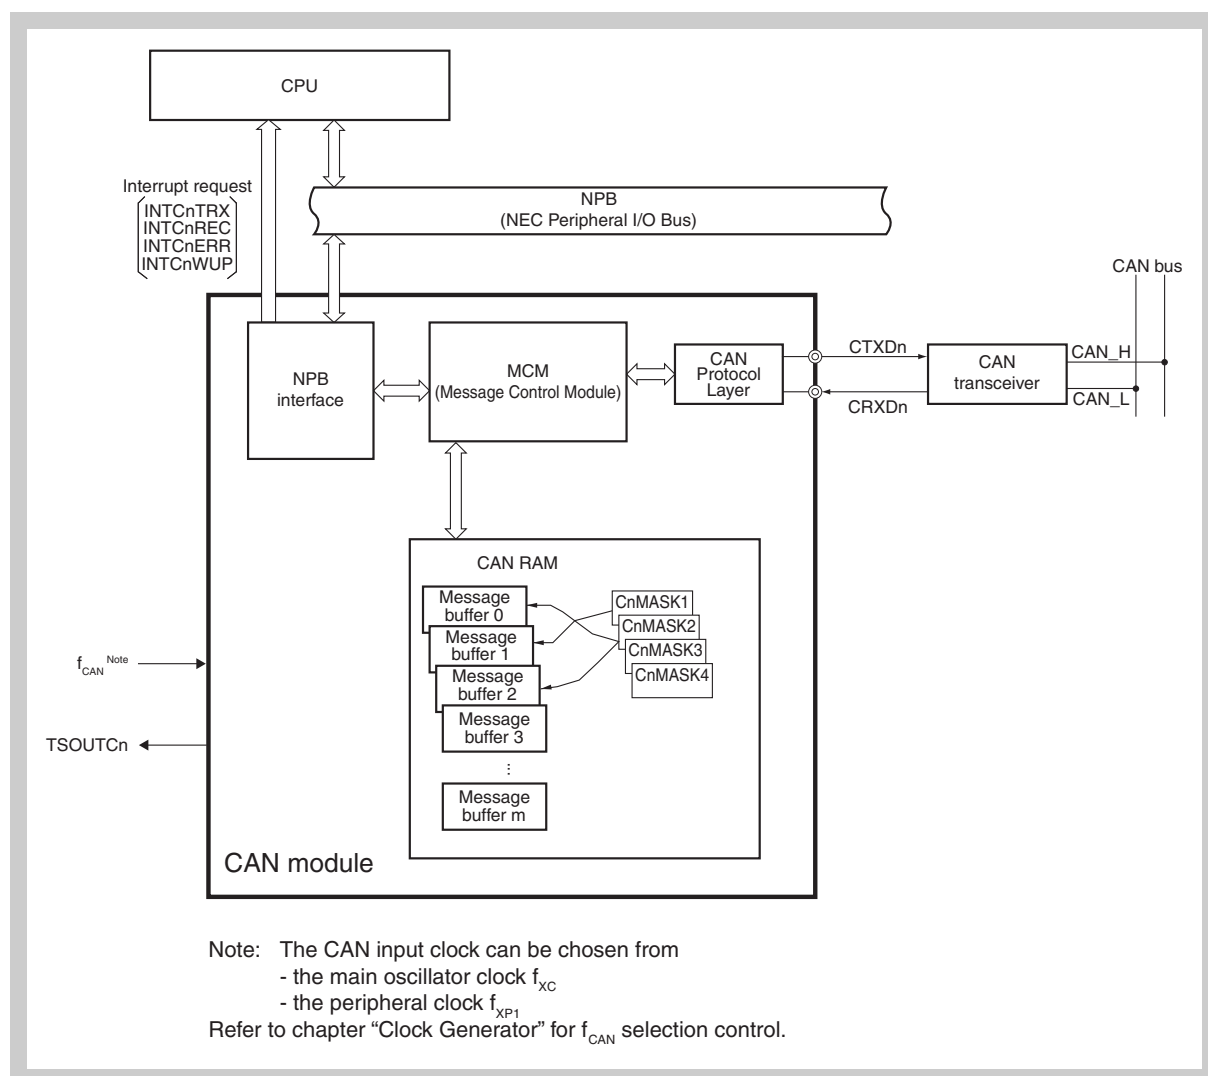 CPU
Interrupt request
INTCnTRX
INTCnREC
INTCnERR
INTCnWUP
NPB
(NEC Peripheral I/O Bus)
CAN bus
NPB
interface
MCM
(Message Control Module)
CAN
Protocol
Layer
CTXDn
CRXDn
CAN
transceiver
CAN_H
CAN_L
CAN RAM
Message
buffer 0
Message
buffer 1
Message
buffer 2
Message
buffer 3
...
Message
buffer m
CnMASK1
CnMASK2
CnMASK3
CnMASK4
fCAN Note
TSOUTCn
CAN module
Note: The CAN input clock can be chosen from
- the main oscillator clock fXC
- the peripheral clock fXP1
Refer to chapter “Clock Generator” for fCAN selection control.